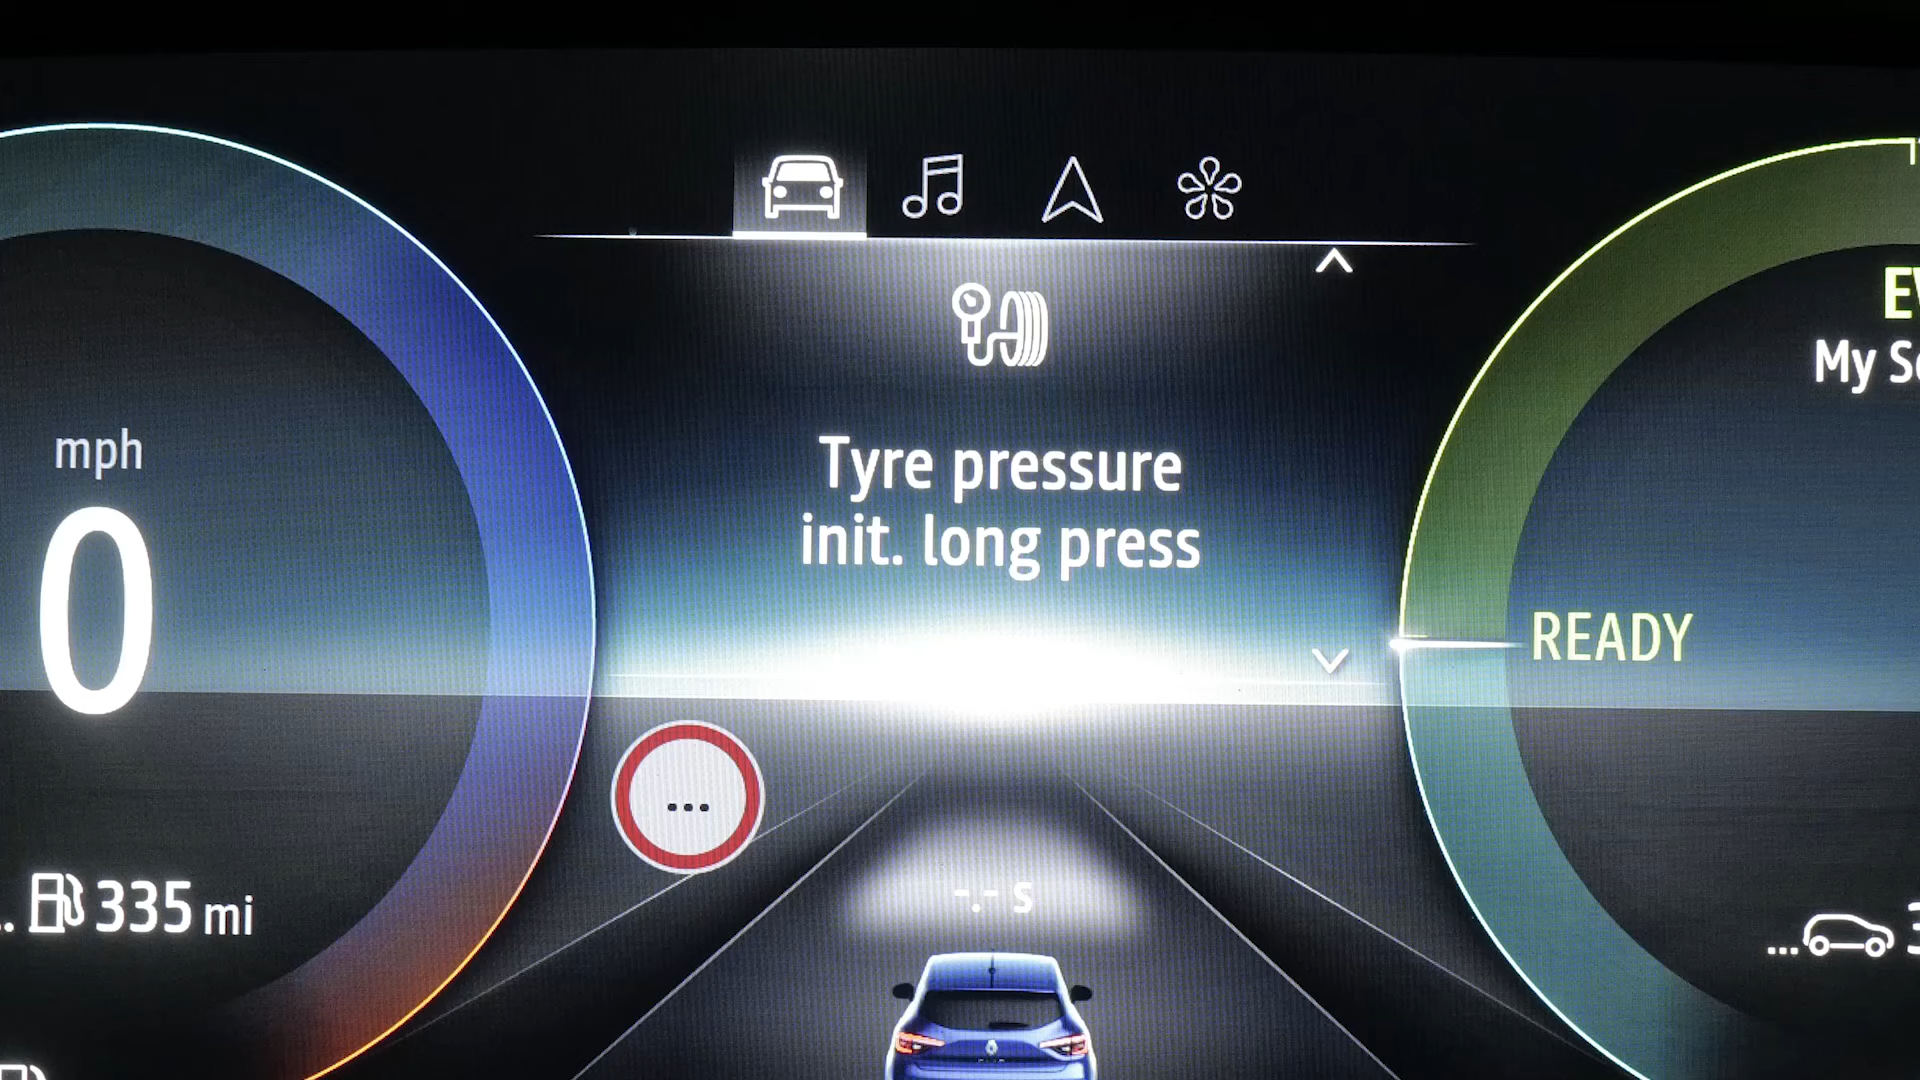 mph
0
335 mi
Tyre pressure
init. long press
...
-.- s
READY
My
...